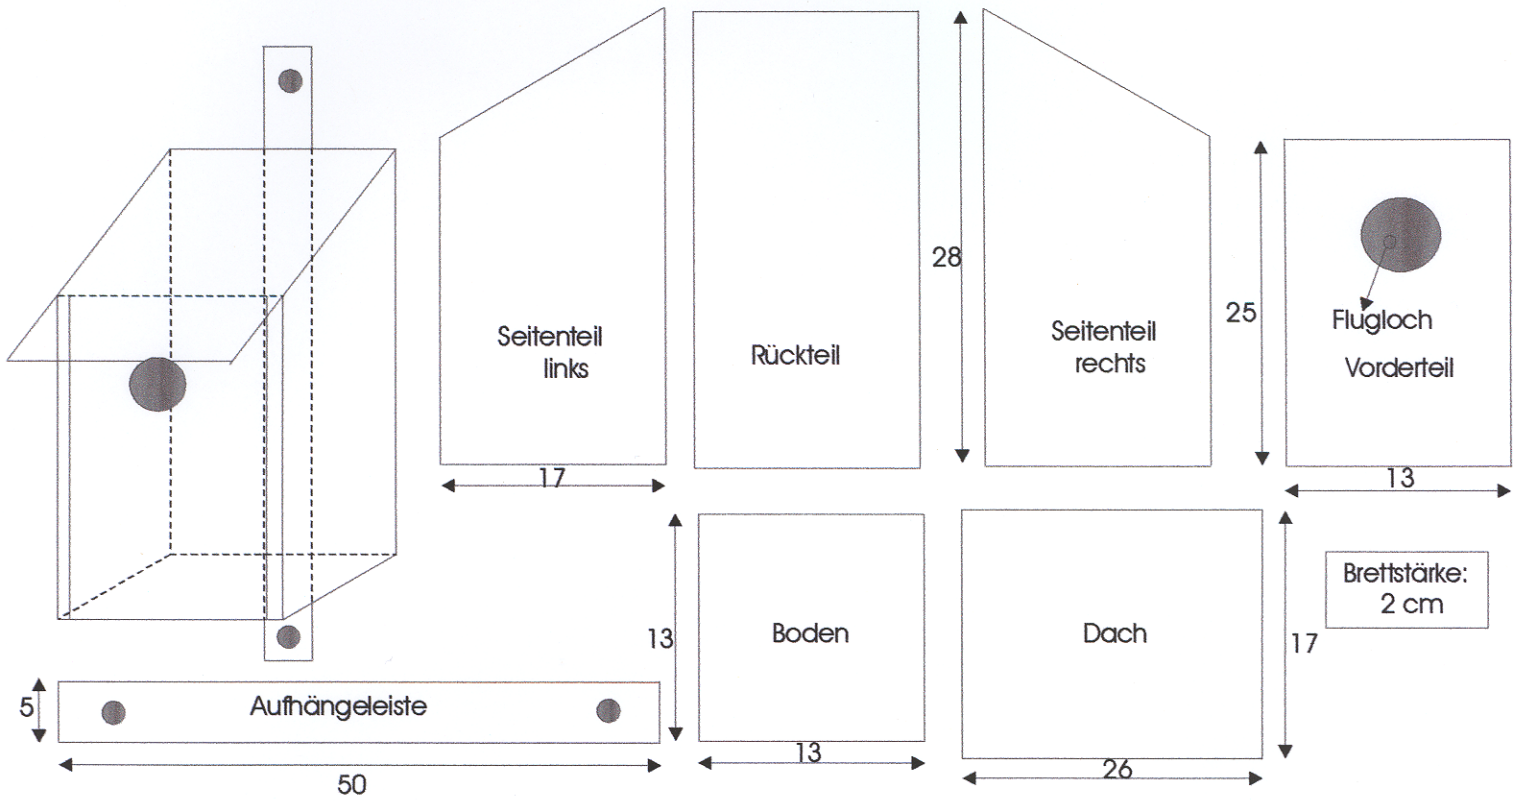 Seitenteil
links
17
Rückteil
28
Seitenteil
rechts
25
Flugloch
Vorderteil
13
Boden
13
13
Dach
17
26
Brettstärke:
2 cm
5
Aufhängeleiste
50